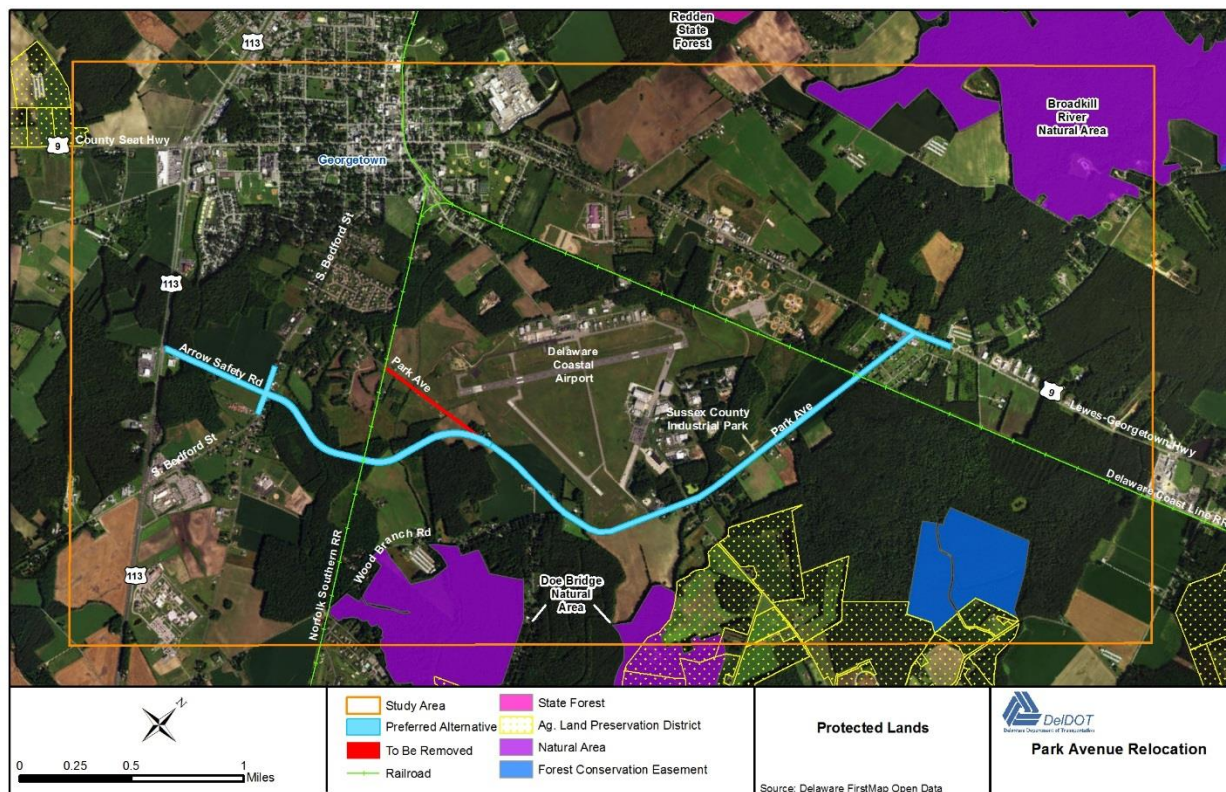 Redden
State
Forest
113
Broadkill
River
Natural Area
9
County Seat Hwy
Georgetown
S. Bedford St
113
Arrow Safety Rd
Park Ave
Delaware
Coastal
Airport
Sussex County
Industrial Park
Park Ave
9
Lewes-Georgetown Hwy
S. Bedford St
Delaware Coast Line RR
113
Norfolk Southern RR
Wood Branch Rd
Doe Bridge
Natural
Area
N
0 0.25 0.5 1
Miles
Study Area
Preferred Alternative
To Be Removed
Railroad
State Forest
Ag. Land Preservation District
Natural Area
Forest Conservation Easement
Protected Lands
Source: Delaware FirstMap Open Data
DelDOT
Delaware Department of Transportation
Park Avenue Relocation